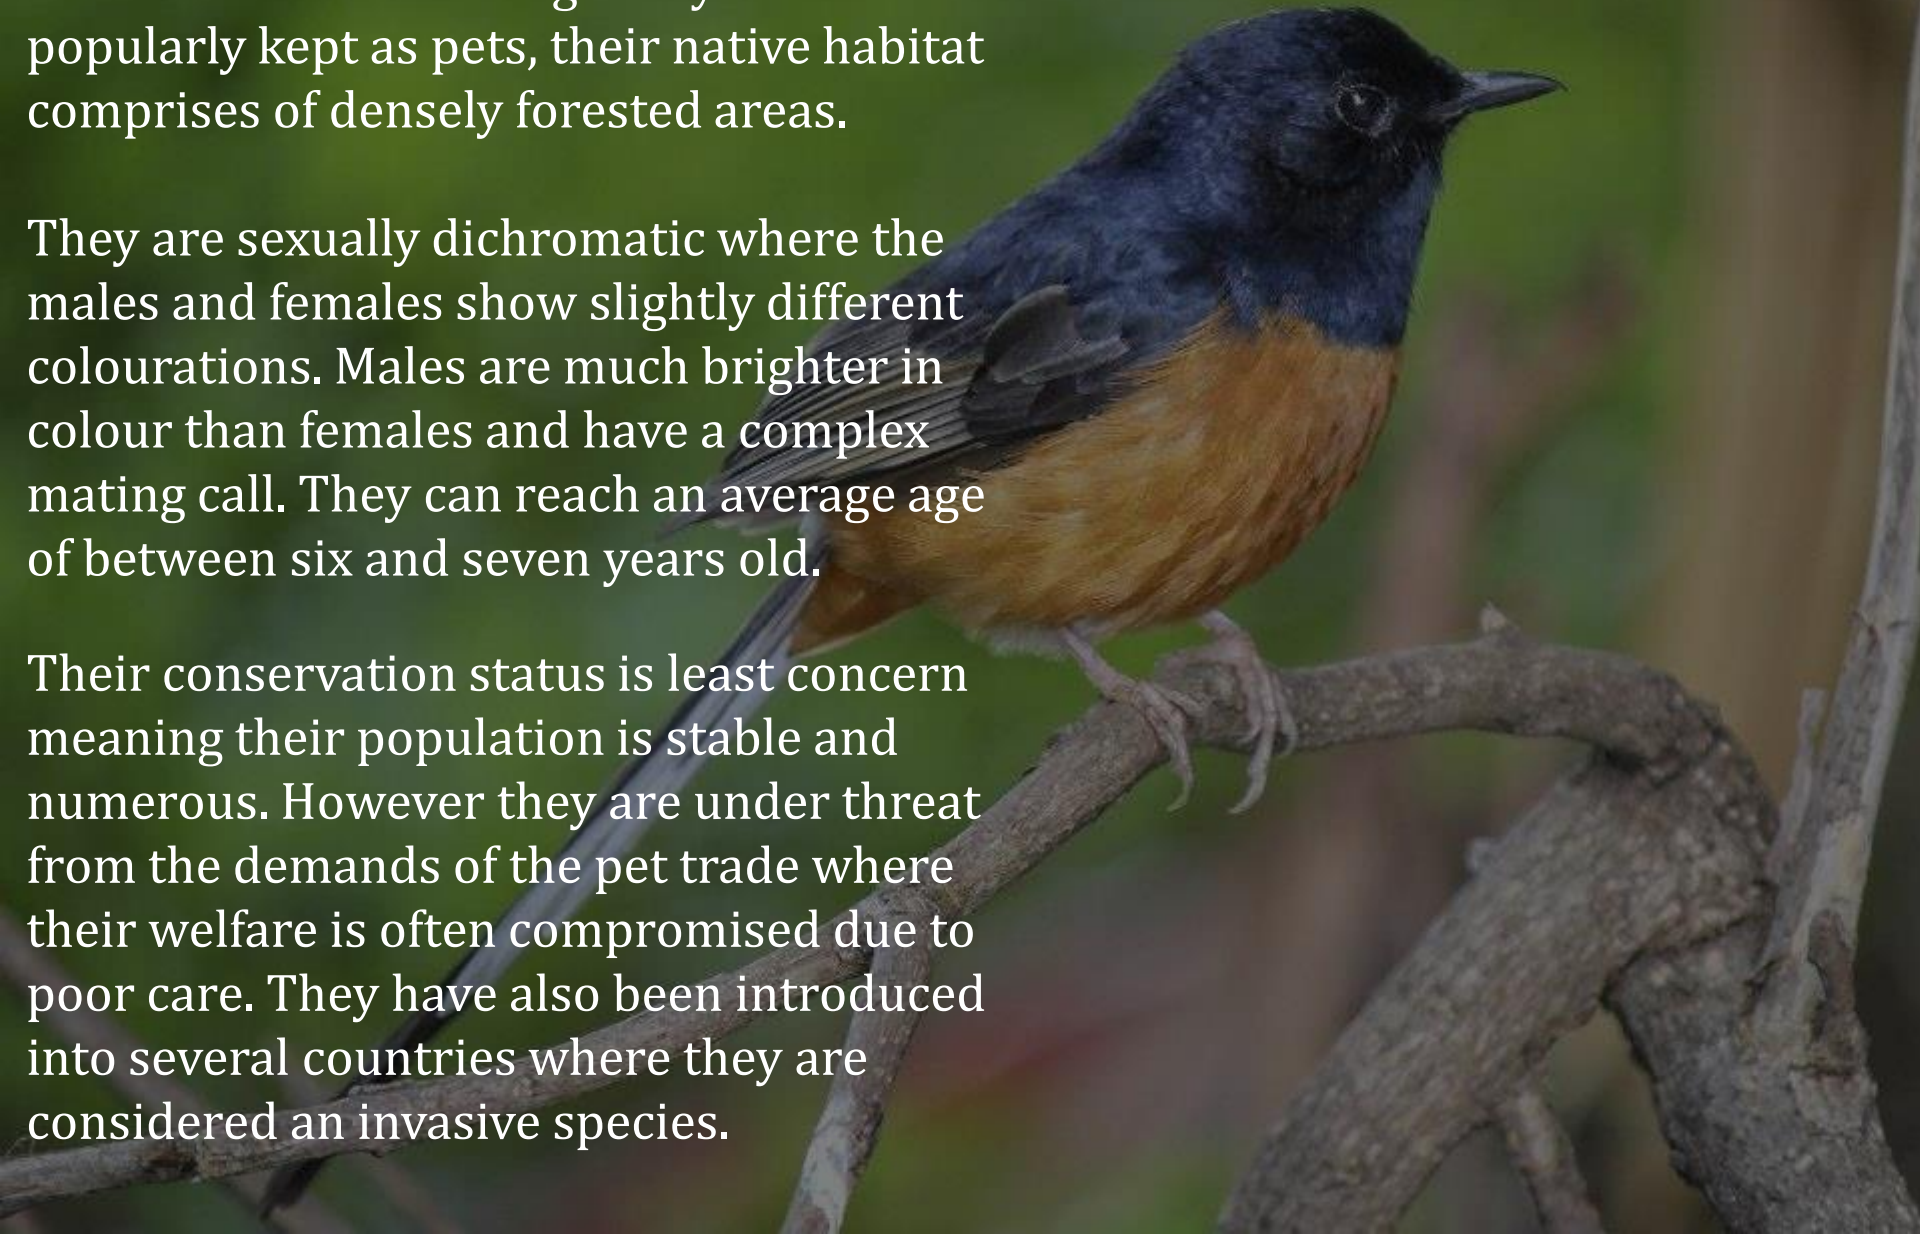 popularly kept as pets, their native habitat
comprises of densely forested areas.
They are sexually dichromatic where the
males and females show slightly different
colourations. Males are much brighter in
colour than females and have a complex
mating call. They can reach an average age
of between six and seven years old.
Their conservation status is least concern
meaning their population is stable and
numerous. However they are under threat
from the demands of the pet trade where
their welfare is often compromised due to
poor care. They have also been introduced
into several countries where they are
considered an invasive species.